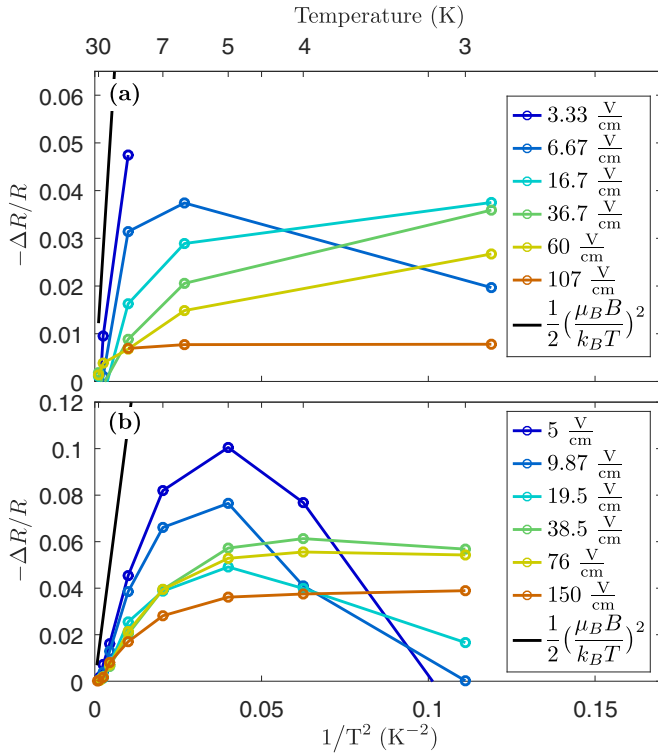 Temperature (K)
30 7 5 4 3
(a)
0.06
0.05
0.04
0.03
0.02
0.01
0
−ΔR/R
3.33 V/cm
6.67 V/cm
16.7 V/cm
36.7 V/cm
60 V/cm
107 V/cm
1/2(μ_B B/k_B T)²
(b)
0.12
0.1
0.08
0.06
0.04
0.02
0
−ΔR/R
5 V/cm
9.87 V/cm
19.5 V/cm
38.5 V/cm
76 V/cm
150 V/cm
1/2(μ_B B/k_B T)²
0 0.05 0.1 0.15
1/T² (K⁻²)